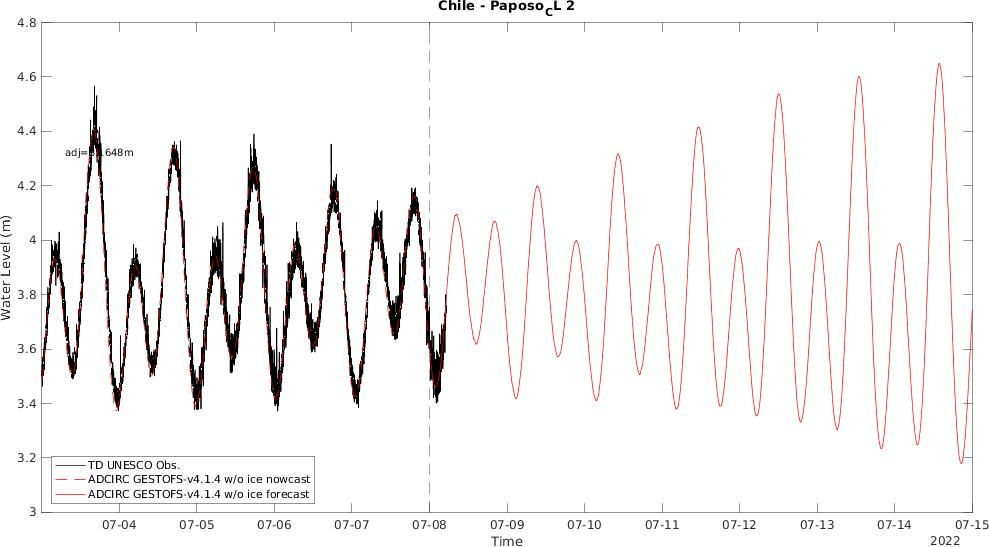 Chile - Paposo_CL 2
4.8
4.6
4.4
4.2
4
3.8
3.6
3.4
3.2
3
Water Level (m)
648m
TD UNESCO Obs.
ADCIRC GESTOFS-v4.1.4 w/o ice nowcast
ADCIRC GESTOFS-v4.1.4 w/o ice forecast
07-04 07-05 07-06 07-07 07-08 07-09 07-10 07-11 07-12 07-13 07-14 07-15
Time
2022